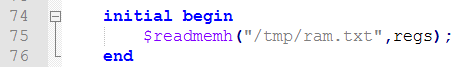 74 initial begin
75 $readmemh("/tmp/ram.txt",regs);
76 end